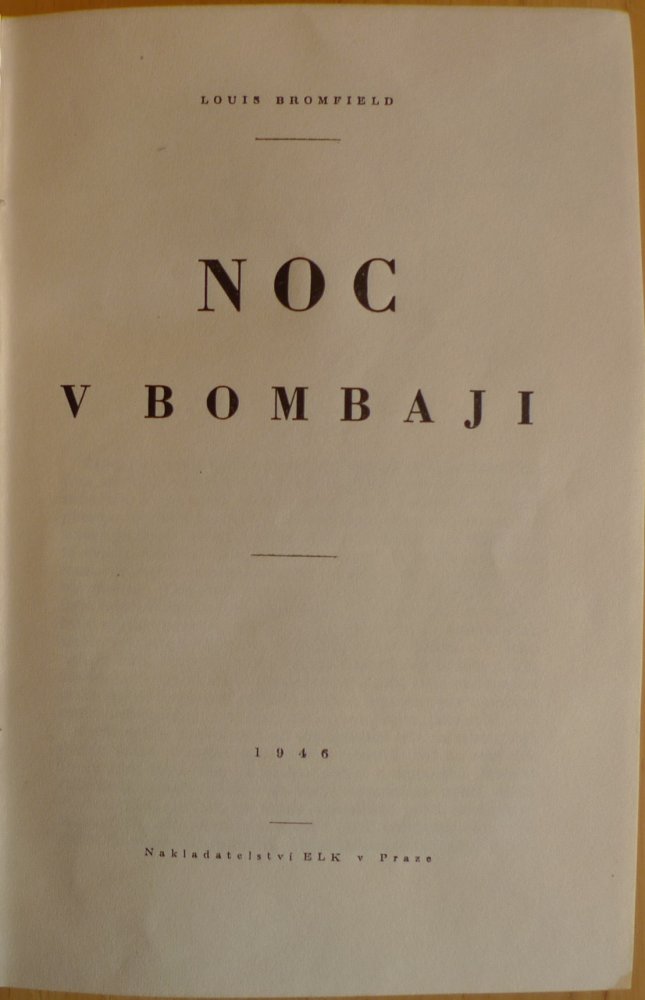 LOUIS BROMFIELD
NOC
V BOMBAJI
1946
Nakladatelství ELK v Praze